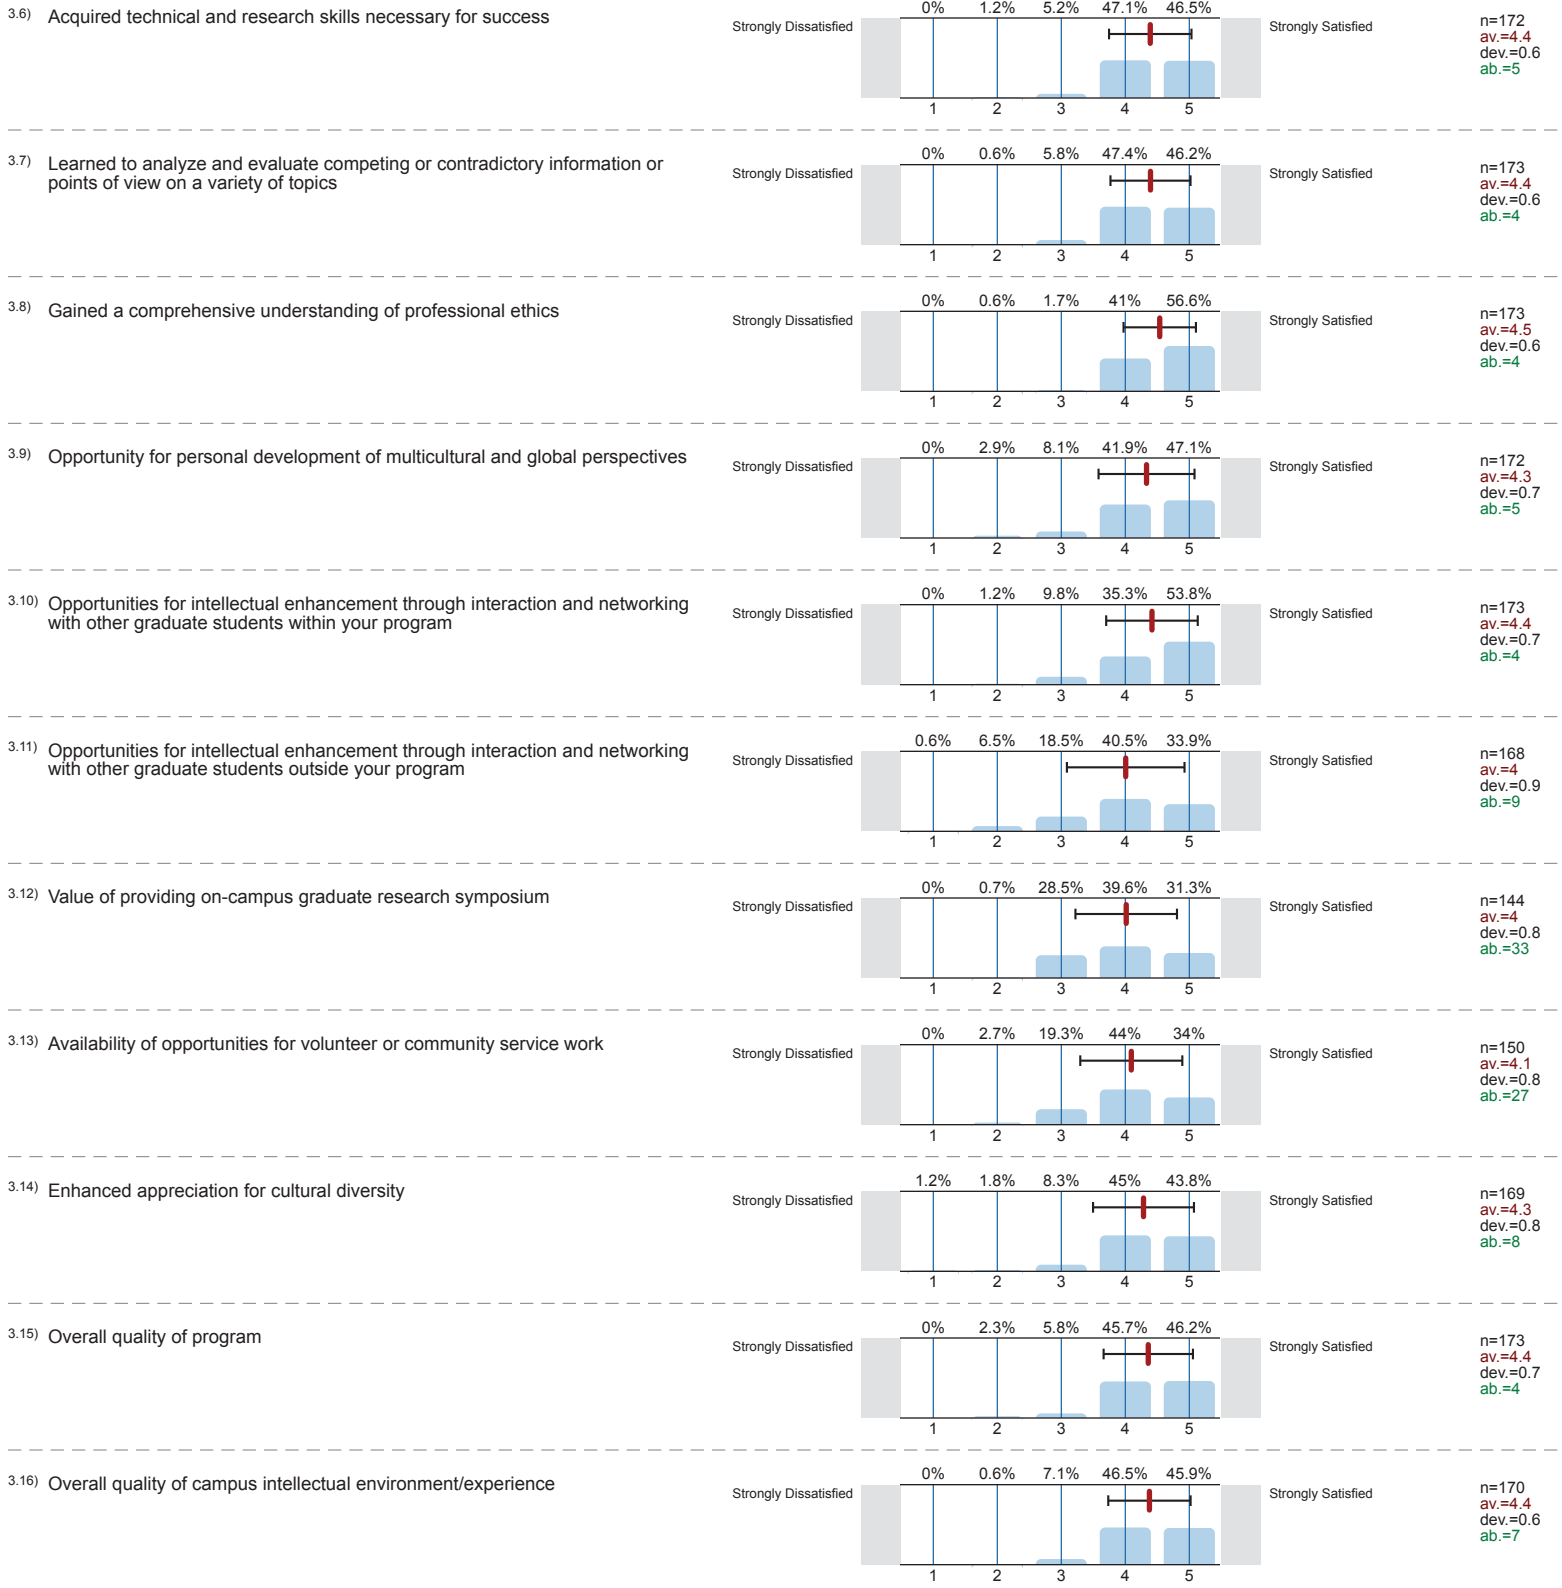 3.6) Acquired technical and research skills necessary for success
Strongly Dissatisfied
0% 1.2% 5.2% 47.1% 46.5%
1 2 3 4 5
Strongly Satisfied
n=172
av.=4.4
dev.=0.6
ab.=5
3.7) Learned to analyze and evaluate competing or contradictory information or
points of view on a variety of topics
Strongly Dissatisfied
0% 0.6% 5.8% 47.4% 46.2%
1 2 3 4 5
Strongly Satisfied
n=173
av.=4.4
dev.=0.6
ab.=4
3.8) Gained a comprehensive understanding of professional ethics
Strongly Dissatisfied
0% 0.6% 1.7% 41% 56.6%
1 2 3 4 5
Strongly Satisfied
n=173
av.=4.5
dev.=0.6
ab.=4
3.9) Opportunity for personal development of multicultural and global perspectives
Strongly Dissatisfied
0% 2.9% 8.1% 41.9% 47.1%
1 2 3 4 5
Strongly Satisfied
n=172
av.=4.3
dev.=0.7
ab.=5
3.10) Opportunities for intellectual enhancement through interaction and networking
with other graduate students within your program
Strongly Dissatisfied
0% 1.2% 9.8% 35.3% 53.8%
1 2 3 4 5
Strongly Satisfied
n=173
av.=4.4
dev.=0.7
ab.=4
3.11) Opportunities for intellectual enhancement through interaction and networking
with other graduate students outside your program
Strongly Dissatisfied
0.6% 6.5% 18.5% 40.5% 33.9%
1 2 3 4 5
Strongly Satisfied
n=168
av.=4
dev.=0.9
ab.=9
3.12) Value of providing on-campus graduate research symposium
Strongly Dissatisfied
0% 0.7% 28.5% 39.6% 31.3%
1 2 3 4 5
Strongly Satisfied
n=144
av.=4
dev.=0.8
ab.=33
3.13) Availability of opportunities for volunteer or community service work
Strongly Dissatisfied
0% 2.7% 19.3% 44% 34%
1 2 3 4 5
Strongly Satisfied
n=150
av.=4.1
dev.=0.8
ab.=27
3.14) Enhanced appreciation for cultural diversity
Strongly Dissatisfied
1.2% 1.8% 8.3% 45% 43.8%
1 2 3 4 5
Strongly Satisfied
n=169
av.=4.3
dev.=0.8
ab.=8
3.15) Overall quality of program
Strongly Dissatisfied
0% 2.3% 5.8% 45.7% 46.2%
1 2 3 4 5
Strongly Satisfied
n=173
av.=4.4
dev.=0.7
ab.=4
3.16) Overall quality of campus intellectual environment/experience
Strongly Dissatisfied
0% 0.6% 7.1% 46.5% 45.9%
1 2 3 4 5
Strongly Satisfied
n=170
av.=4.4
dev.=0.6
ab.=7